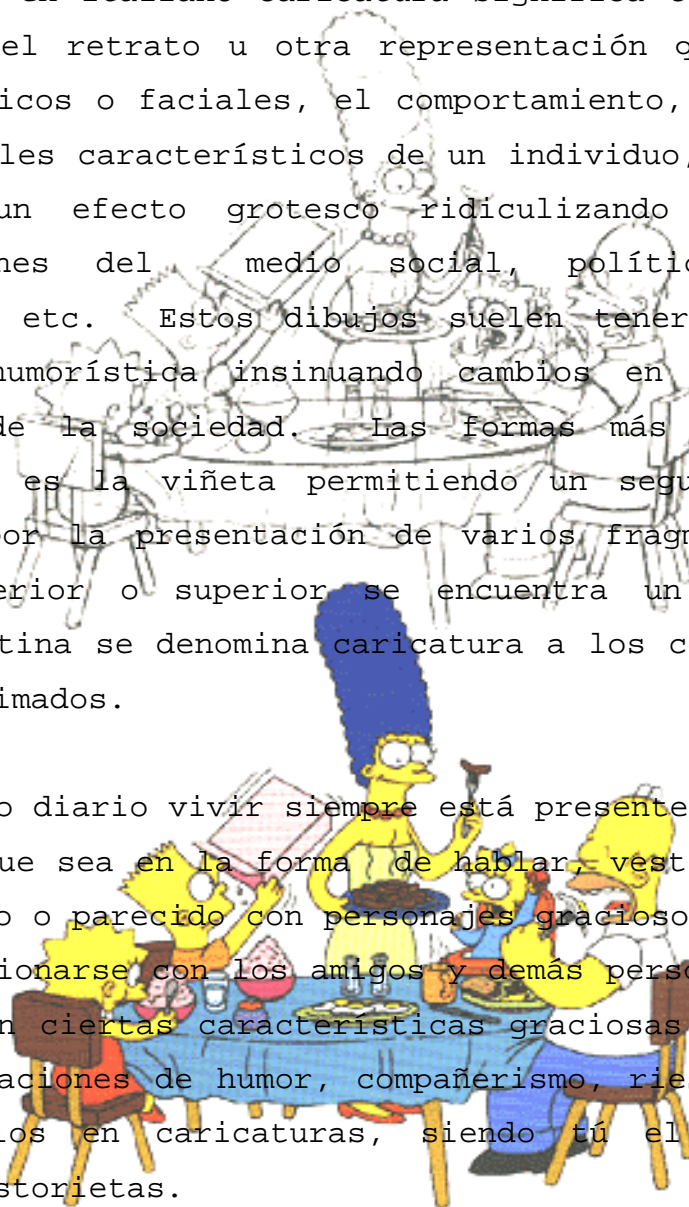 en italiano caricatura significa
el retrato u otra representación
icos o faciales, el comportamiento,
les característicos de un individuo,
un efecto grotesco ridiculizando
nes del medio social, polític
etc. Estos dibujos suelen tener
humorística insinuando cambios en
de la sociedad. Las formas más
es la viñeta permitiendo un segu
por la presentación de varios fragm
erior o superior se encuentra un
tina se denomina caricatura a los c
imados.
o diario vivir siempre está presente
que sea en la forma de hablar, vest
o o parecido con personajes gracioso
ionarse con los amigos y demás perso
n ciertas características graciosas
aciones de humor, compañerismo, ries
los en caricaturas, siendo tú el
storietas.